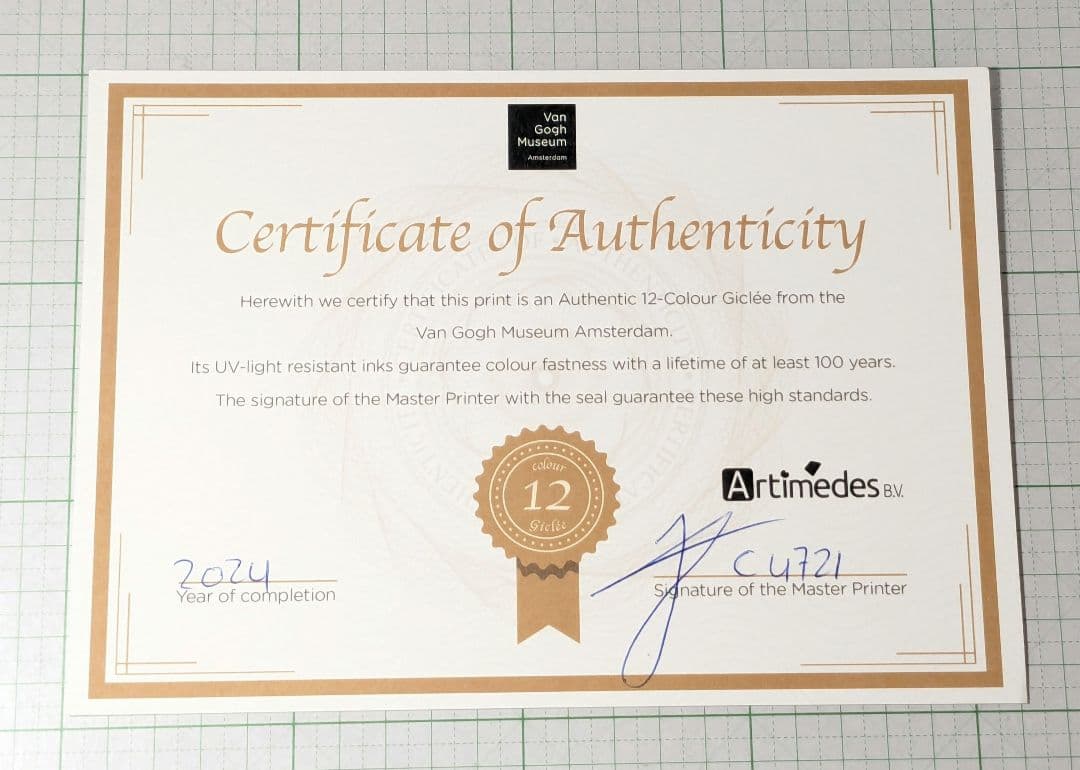 Van
Gogh
Museum
Amsterdam
Certificate of Authenticity
Herewith we certify that this print is an Authentic 12-Colour Giclée from the
Van Gogh Museum Amsterdam.
Its UV-light resistant inks guarantee colour fastness with a lifetime of at least 100 years.
The signature of the Master Printer with the seal guarantee these high standards.
colour
12
Giclée
Artimedes B.V.
2024
Year of completion
C4721
Signature of the Master Printer